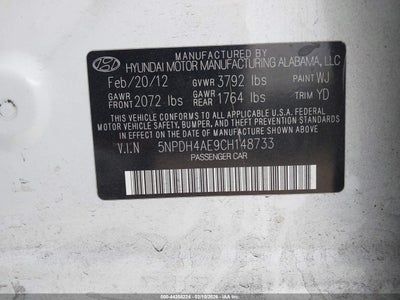 MANUFACTURED BY
HYUNDAI MOTOR MANUFACTURING ALABAMA, LLC
Feb/20/12 GVWR 3792 lbs PAINT WJ
GAWR FRONT 2072 lbs GAWR REAR 1764 lbs TRIM YD
THIS VEHICLE CONFORMS TO ALL APPLICABLE U.S.A. FEDERAL
MOTOR VEHICLE SAFETY, BUMPER, AND THEFT PREVENTION
STANDARDS IN EFFECT ON THE DATE OF MANUFACTURE
SHOWN ABOVE.
V.I.N 5NPDH4AE9CH148733
PASSENGER CAR